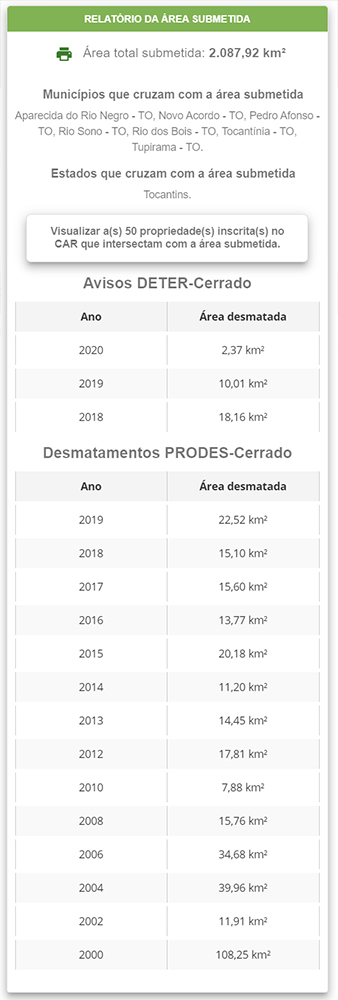 RELATÓRIO DA ÁREA SUBMETIDA
Área total submetida: 2.087,92 km²
Municípios que cruzam com a área submetida
Aparecida do Rio Negro - TO, Novo Acordo - TO, Pedro Afonso -
TO, Rio Sono - TO, Rio dos Bois - TO, Tocantínia - TO,
Tupirama - TO.
Estados que cruzam com a área submetida
Tocantins.
Visualizar a(s) 50 propriedade(s) inscrita(s) no
CAR que intersectam com a área submetida.
Avisos DETER-Cerrado
Ano Área desmatada
2020 2,37 km²
2019 10,01 km²
2018 18,16 km²
Desmatamentos PRODES-Cerrado
Ano Área desmatada
2019 22,52 km²
2018 15,10 km²
2017 15,60 km²
2016 13,77 km²
2015 20,18 km²
2014 11,20 km²
2013 14,45 km²
2012 17,81 km²
2010 7,88 km²
2008 15,76 km²
2006 34,68 km²
2004 39,96 km²
2002 11,91 km²
2000 108,25 km²